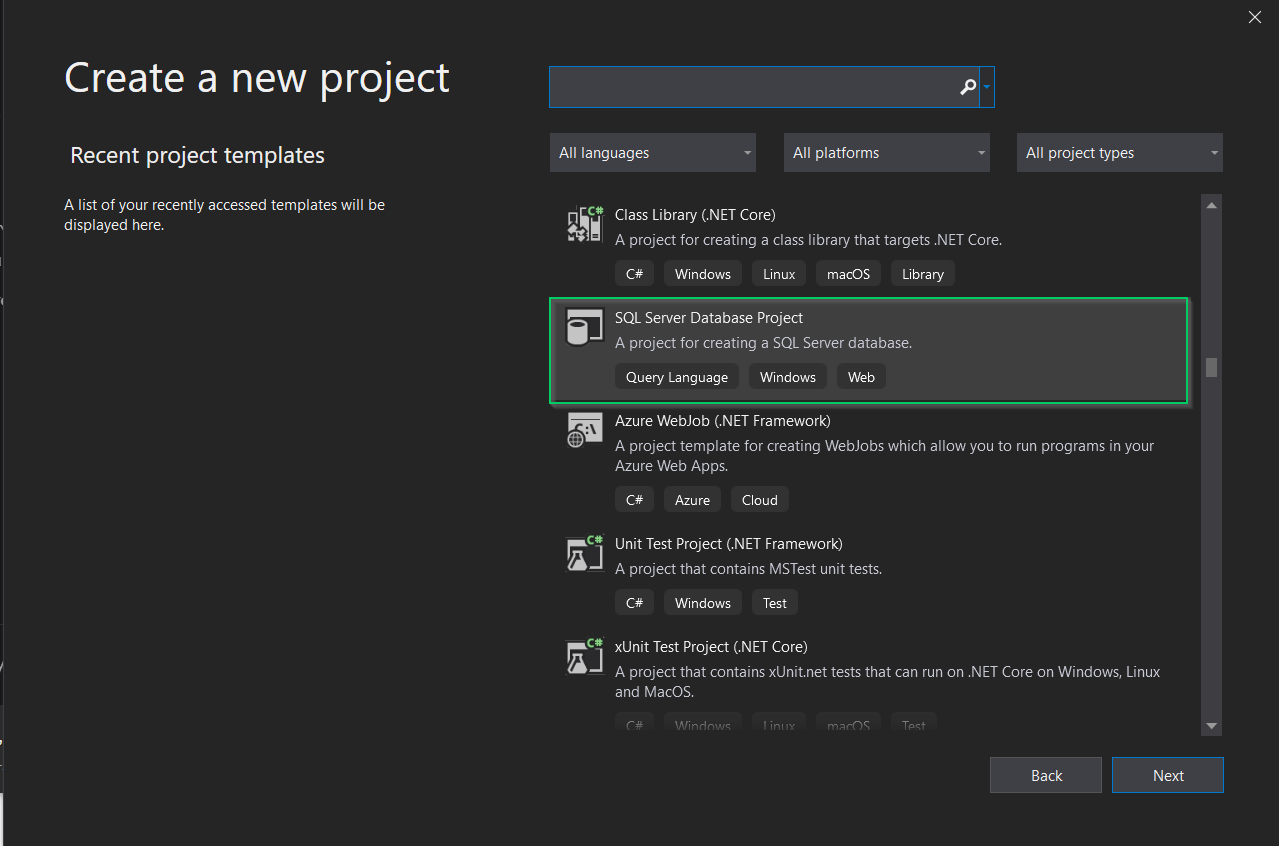 Create a new project
Recent project templates
A list of your recently accessed templates will be
displayed here.
All languages
All platforms
All project types
C#
Class Library (.NET Core)
A project for creating a class library that targets .NET Core.
C# Windows Linux macOS Library
SQL Server Database Project
A project for creating a SQL Server database.
Query Language Windows Web
Azure WebJob (.NET Framework)
A project template for creating WebJobs which allow you to run programs in your
Azure Web Apps.
C# Azure Cloud
C#
Unit Test Project (.NET Framework)
A project that contains MSTest unit tests.
C# Windows Test
C#
xUnit Test Project (.NET Core)
A project that contains xUnit.net tests that can run on .NET Core on Windows, Linux
and MacOS.
C# Windows Linux macOS Test
Back
Next